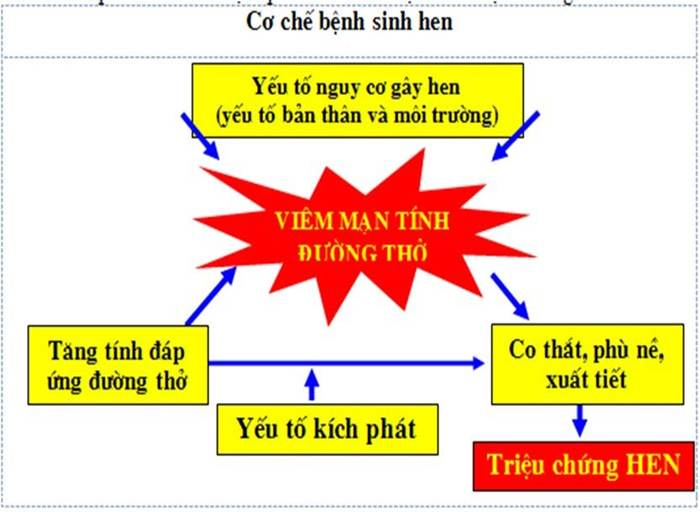 Cơ chế bệnh sinh hen
Yếu tố nguy cơ gây hen
(yếu tố bản thân và môi trường)
VIÊM MẠN TÍNH
ĐƯỜNG THỞ
Tăng tính đáp
ứng đường thở
Co thắt, phù nề,
xuất tiết
Yếu tố kích phát
Triệu chứng HEN